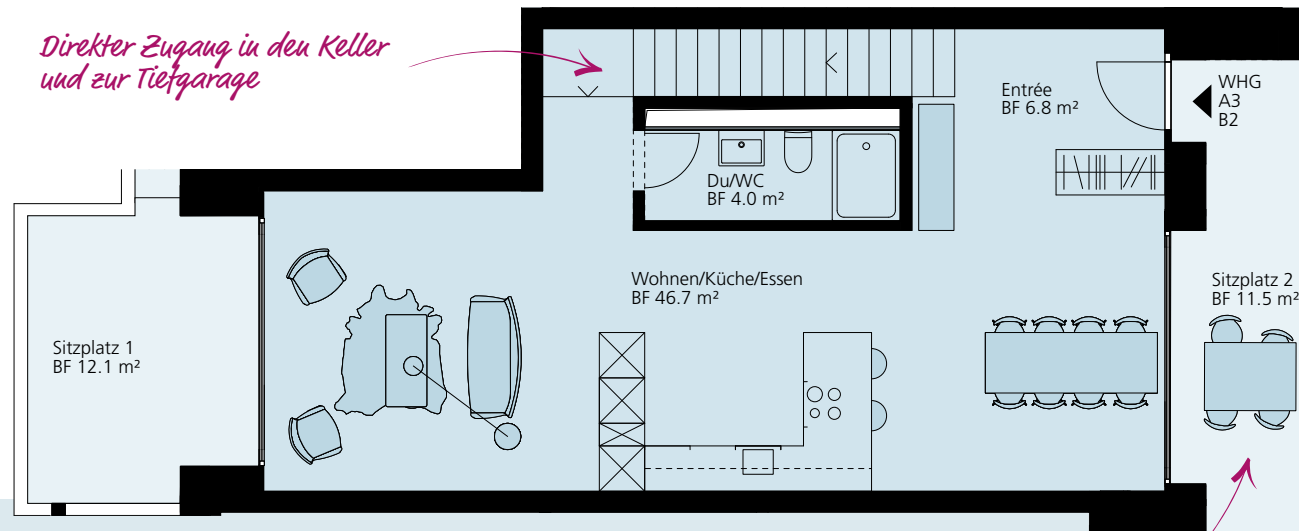 Direkter Zugang in den Keller
und zur Tiefgarage
Entrée
BF 6.8 m²
WHG
A3
B2
Du/WC
BF 4.0 m²
Wohnen/Küche/Essen
BF 46.7 m²
Sitzplatz 2
BF 11.5 m²
Sitzplatz 1
BF 12.1 m²